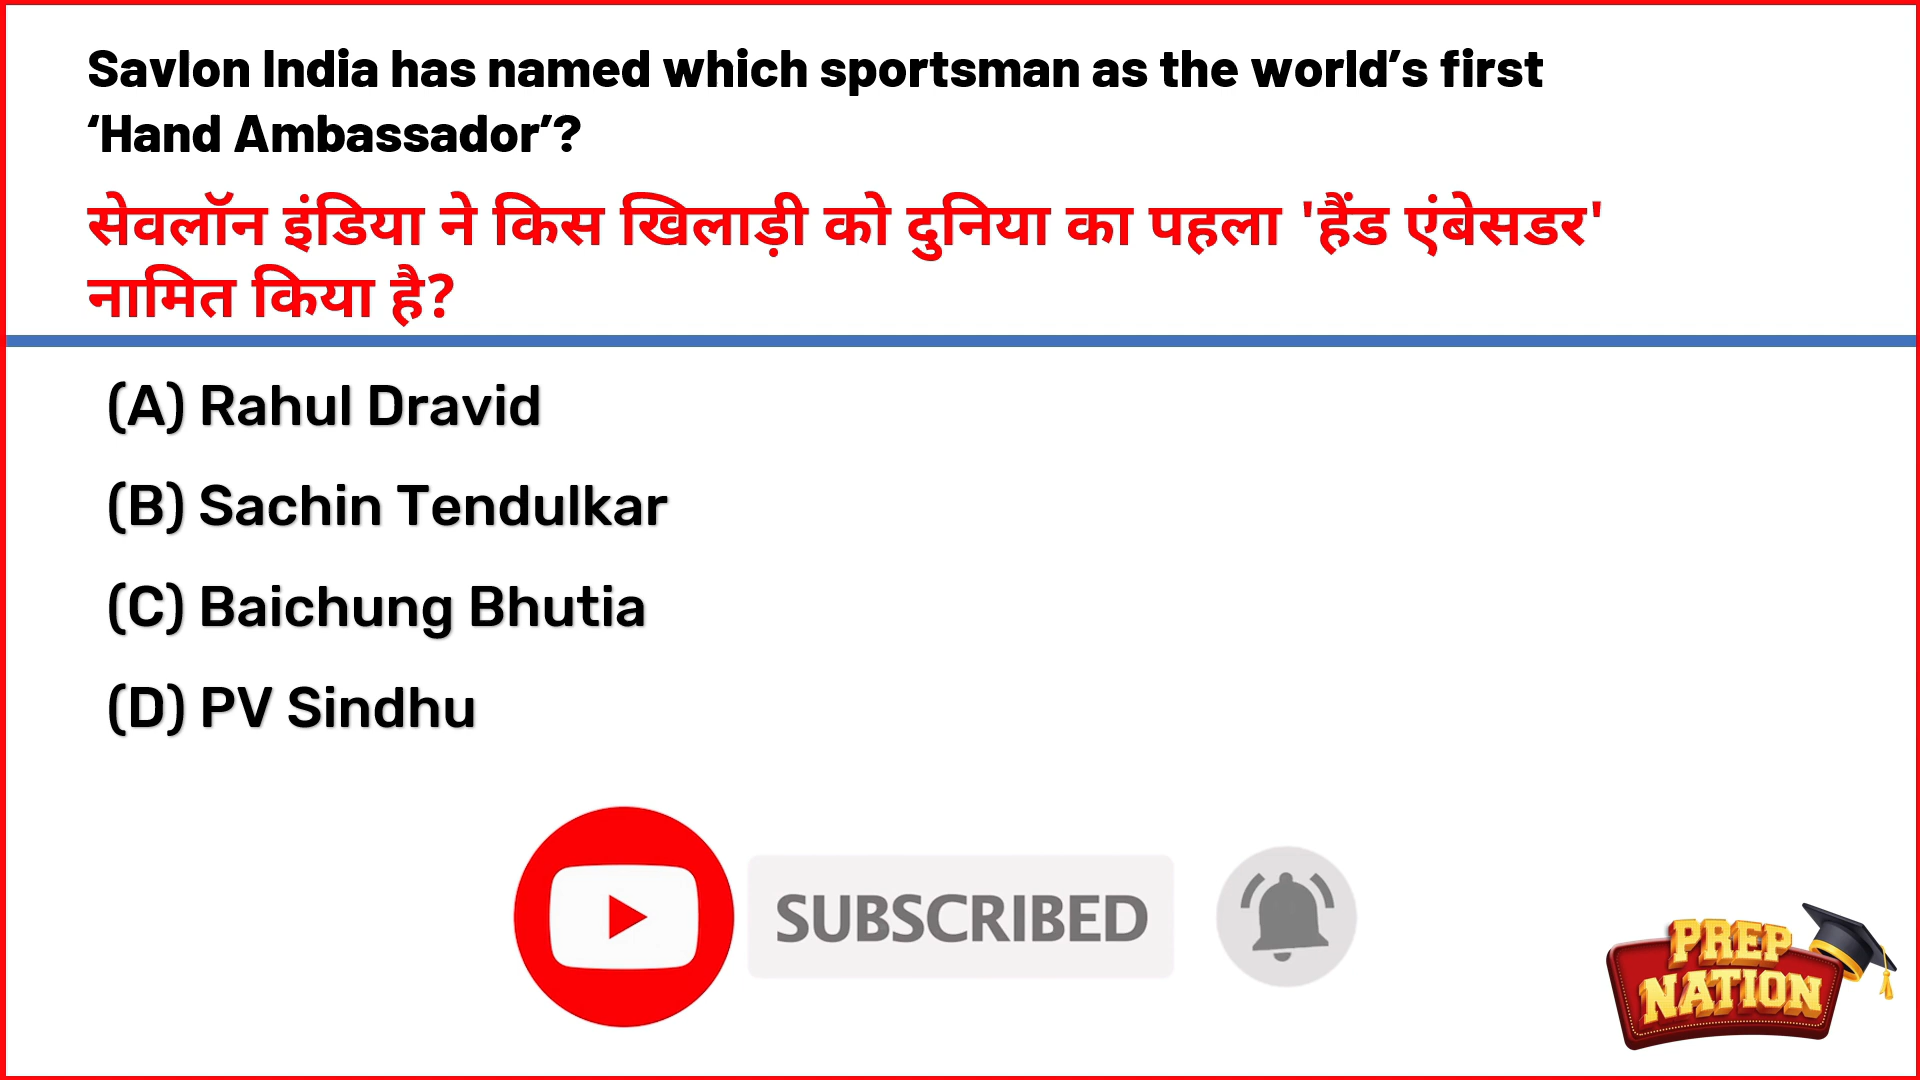 Savlon India has named which sportsman as the world’s first
‘Hand Ambassador’?
सेवलॉन इंडिया ने किस खिलाड़ी को दुनिया का पहला 'हैंड एंबेसडर'
नामित किया है?
(A) Rahul Dravid
(B) Sachin Tendulkar
(C) Baichung Bhutia
(D) PV Sindhu
SUBSCRIBED
PREP
NATION